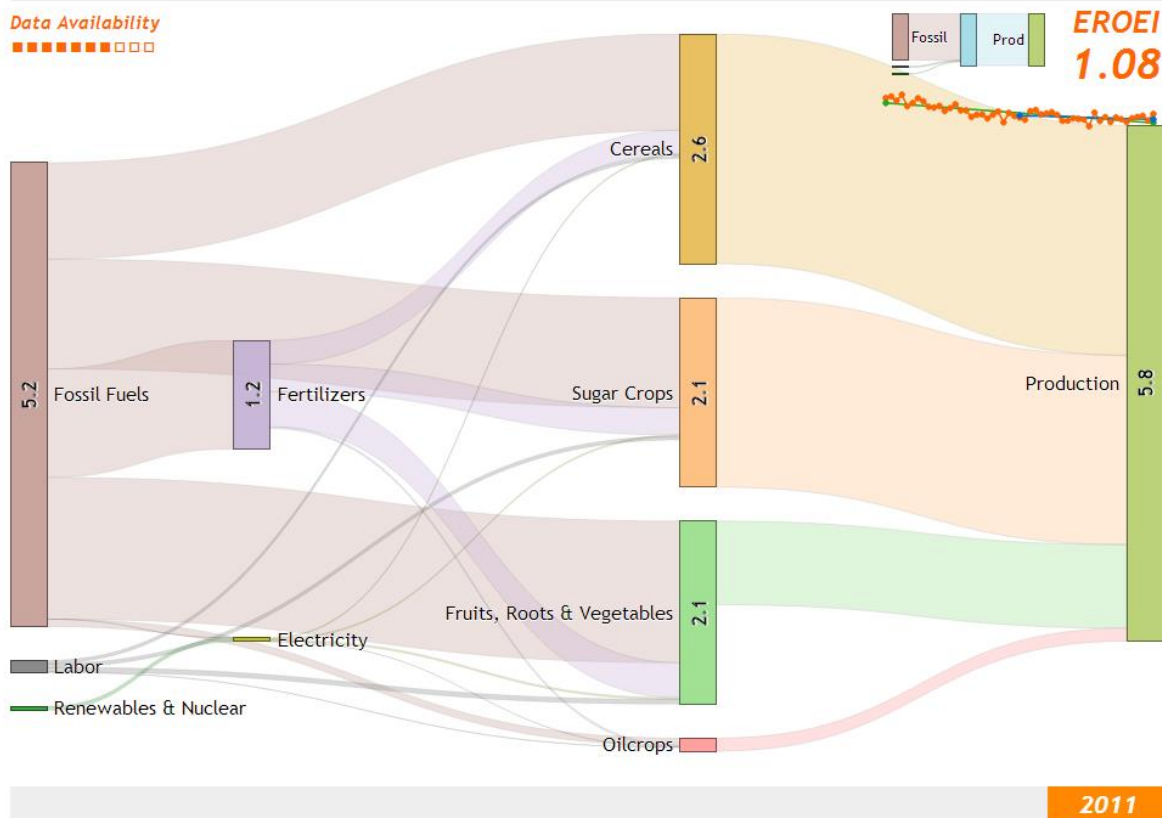 Data Availability
EROEI
1.08
Fossil
Prod
Cereals
2.6
5.2
Fossil Fuels
1.2
Fertilizers
Sugar Crops
2.1
Production
5.8
Fruits, Roots & Vegetables
2.1
Electricity
Labor
Renewables & Nuclear
Oilcrops
2011